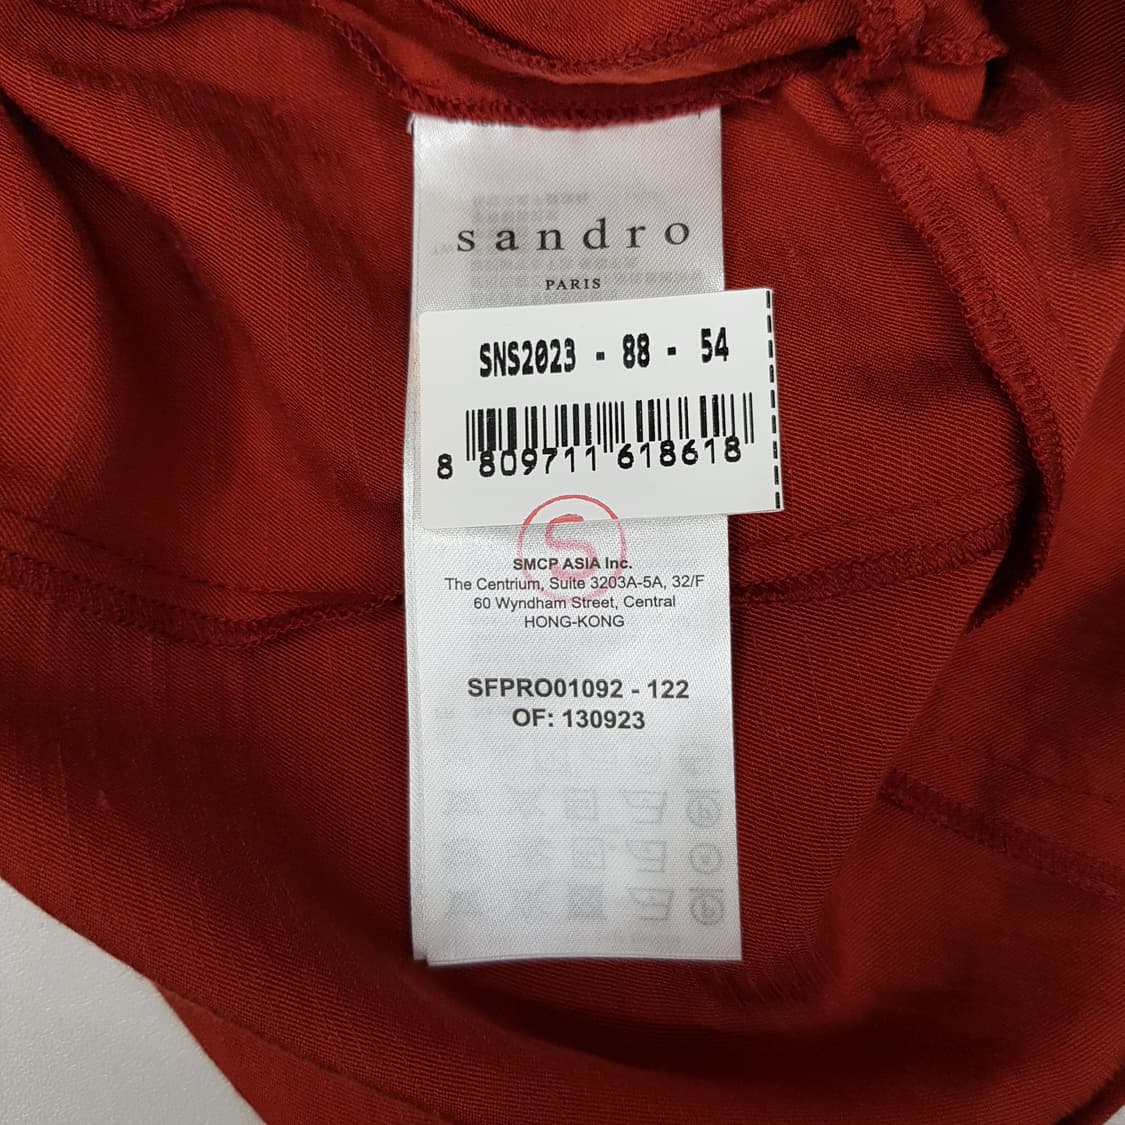 sandro
PARIS
SNS2023 - 88 - 54
8 809711 618618
S
SMCP ASIA Inc.
The Centrium, Suite 3203A-5A, 32/F
60 Wyndham Street, Central
HONG-KONG
SFPRO01092 - 122
OF: 130923